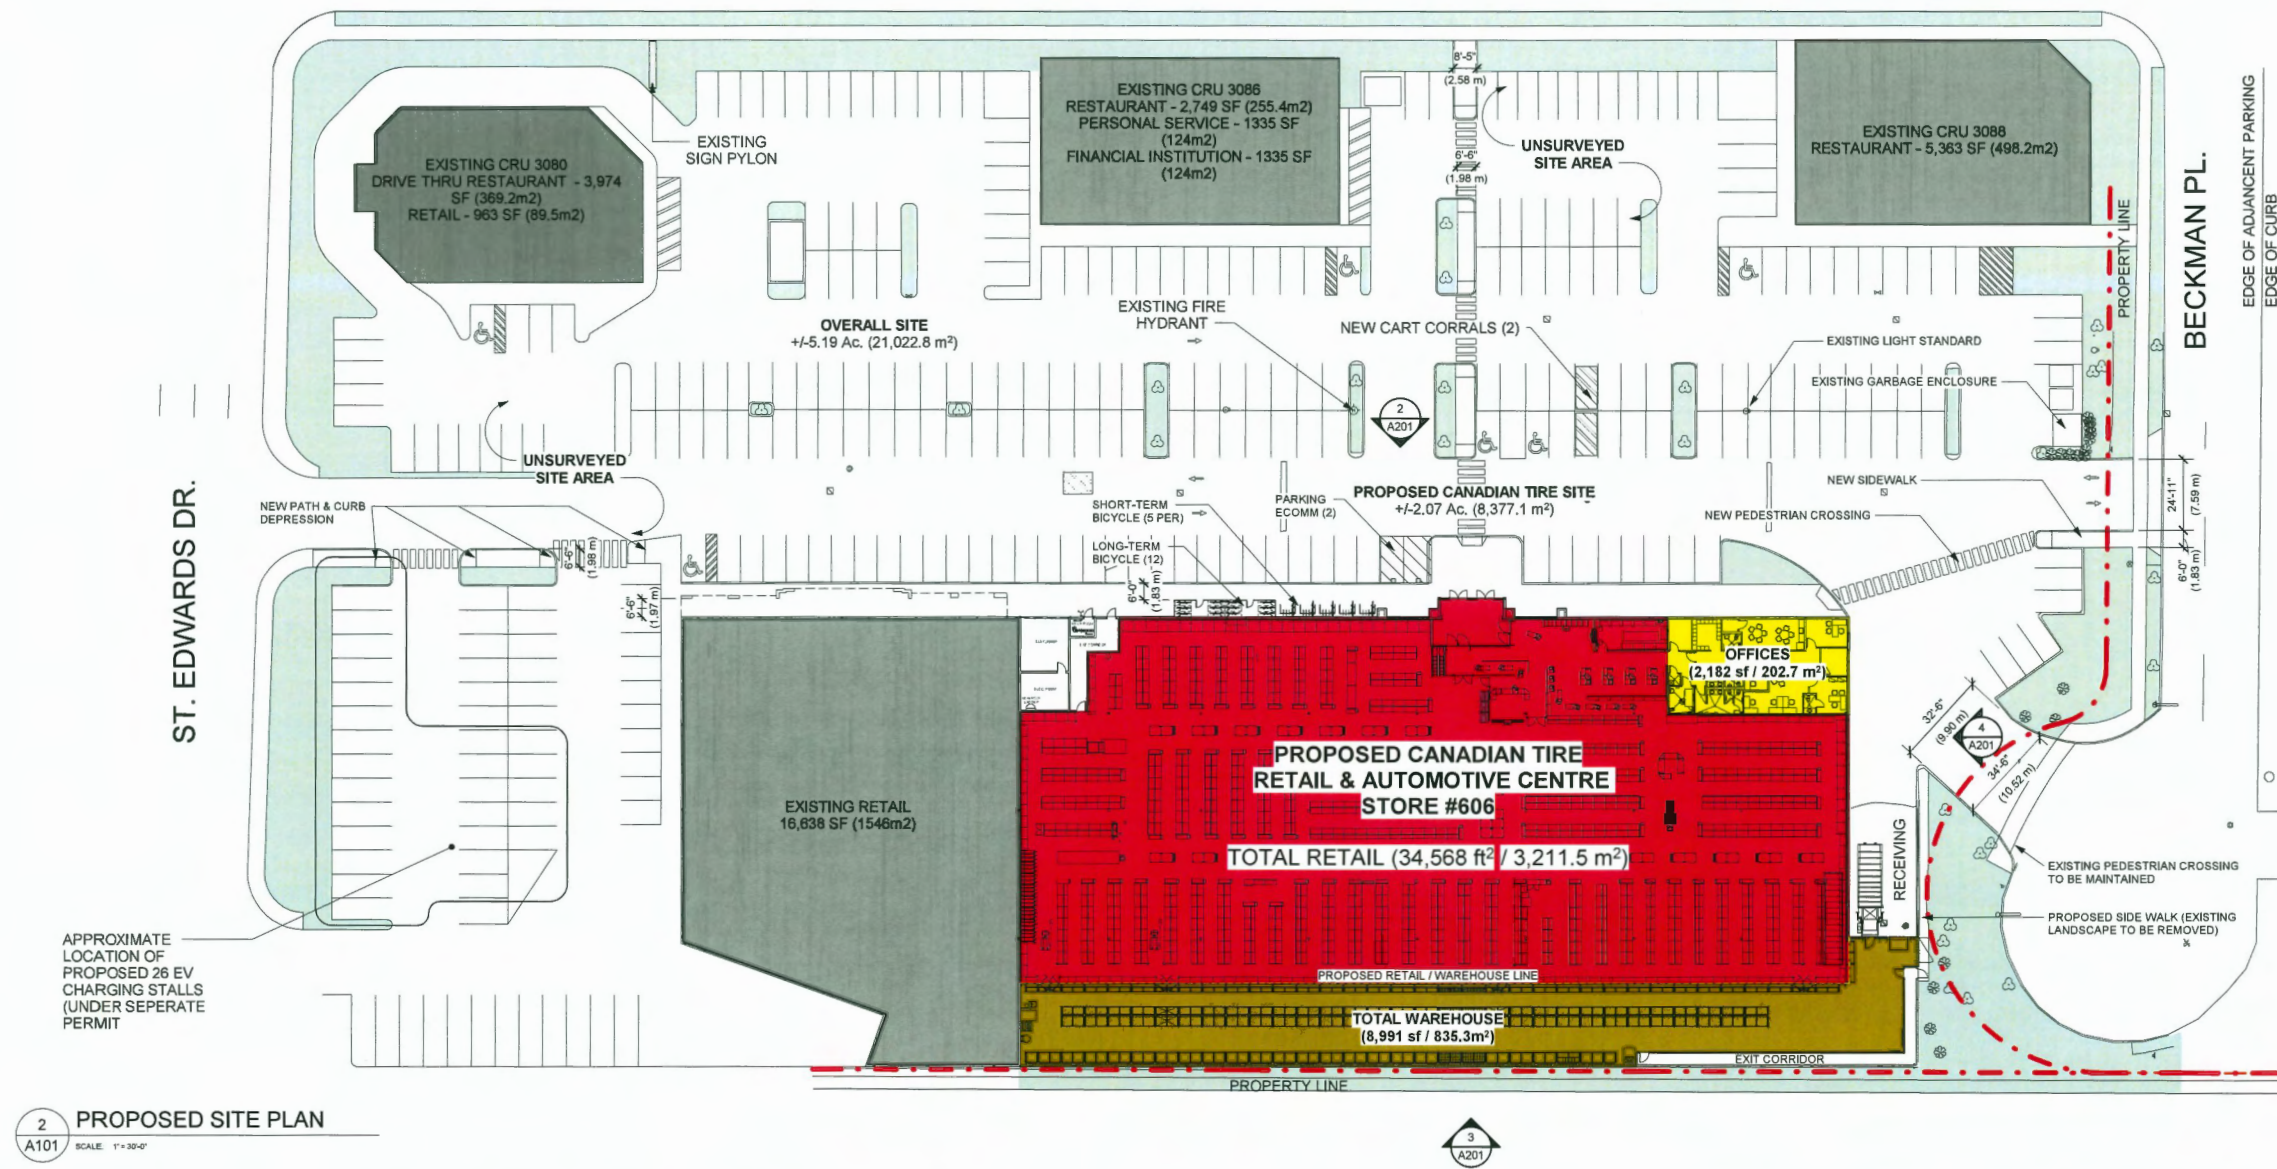 8'-5"
(2.58 m)
EXISTING CRU 3080
DRIVE THRU RESTAURANT - 3,974
SF (369.2m2)
RETAIL - 963 SF (89.5m2)
EXISTING
SIGN PYLON
EXISTING CRU 3086
RESTAURANT - 2,749 SF (255.4m2)
PERSONAL SERVICE - 1335 SF
(124m2)
FINANCIAL INSTITUTION - 1335 SF
(124m2)
6'-6"
(1.98 m)
UNSURVEYED
SITE AREA
EXISTING CRU 3088
RESTAURANT - 5,363 SF (498.2m2)
PROPERTY LINE
BECKMAN PL.
EDGE OF ADJANCENT PARKING
EDGE OF CURB
OVERALL SITE
+/-5.19 Ac. (21,022.8 m²)
EXISTING FIRE
HYDRANT
NEW CART CORRALS (2)
EXISTING LIGHT STANDARD
EXISTING GARBAGE ENCLOSURE
2
A201
UNSURVEYED
SITE AREA
ST. EDWARDS DR.
NEW PATH & CURB
DEPRESSION
6'-6"
(1.98 m)
SHORT-TERM
BICYCLE (5 PER)
LONG-TERM
BICYCLE (12)
PARKING
ECOMM (2)
PROPOSED CANADIAN TIRE SITE
+/-2.07 Ac. (8,377.1 m²)
NEW SIDEWALK
NEW PEDESTRIAN CROSSING
24'-11"
(7.59 m)
6'-0"
(1.83 m)
6'-6"
(1.97 m)
6'-0"
(1.83 m)
OFFICES
(2,182 sf / 202.7 m²)
EXISTING RETAIL
16,638 SF (1546m2)
PROPOSED CANADIAN TIRE
RETAIL & AUTOMOTIVE CENTRE
STORE #606
TOTAL RETAIL (34,568 ft² / 3,211.5 m²)
32'-6"
(9.90 m)
4
A201
34'-6"
(10.52 m)
RECEIVING
EXISTING PEDESTRIAN CROSSING
TO BE MAINTAINED
PROPOSED SIDE WALK (EXISTING
LANDSCAPE TO BE REMOVED)
APPROXIMATE
LOCATION OF
PROPOSED 26 EV
CHARGING STALLS
(UNDER SEPERATE
PERMIT
PROPOSED RETAIL / WAREHOUSE LINE
TOTAL WAREHOUSE
(8,991 sf / 835.3m²)
EXIT CORRIDOR
PROPERTY LINE
2
A101
PROPOSED SITE PLAN
SCALE: 1" = 30'-0"
3
A201